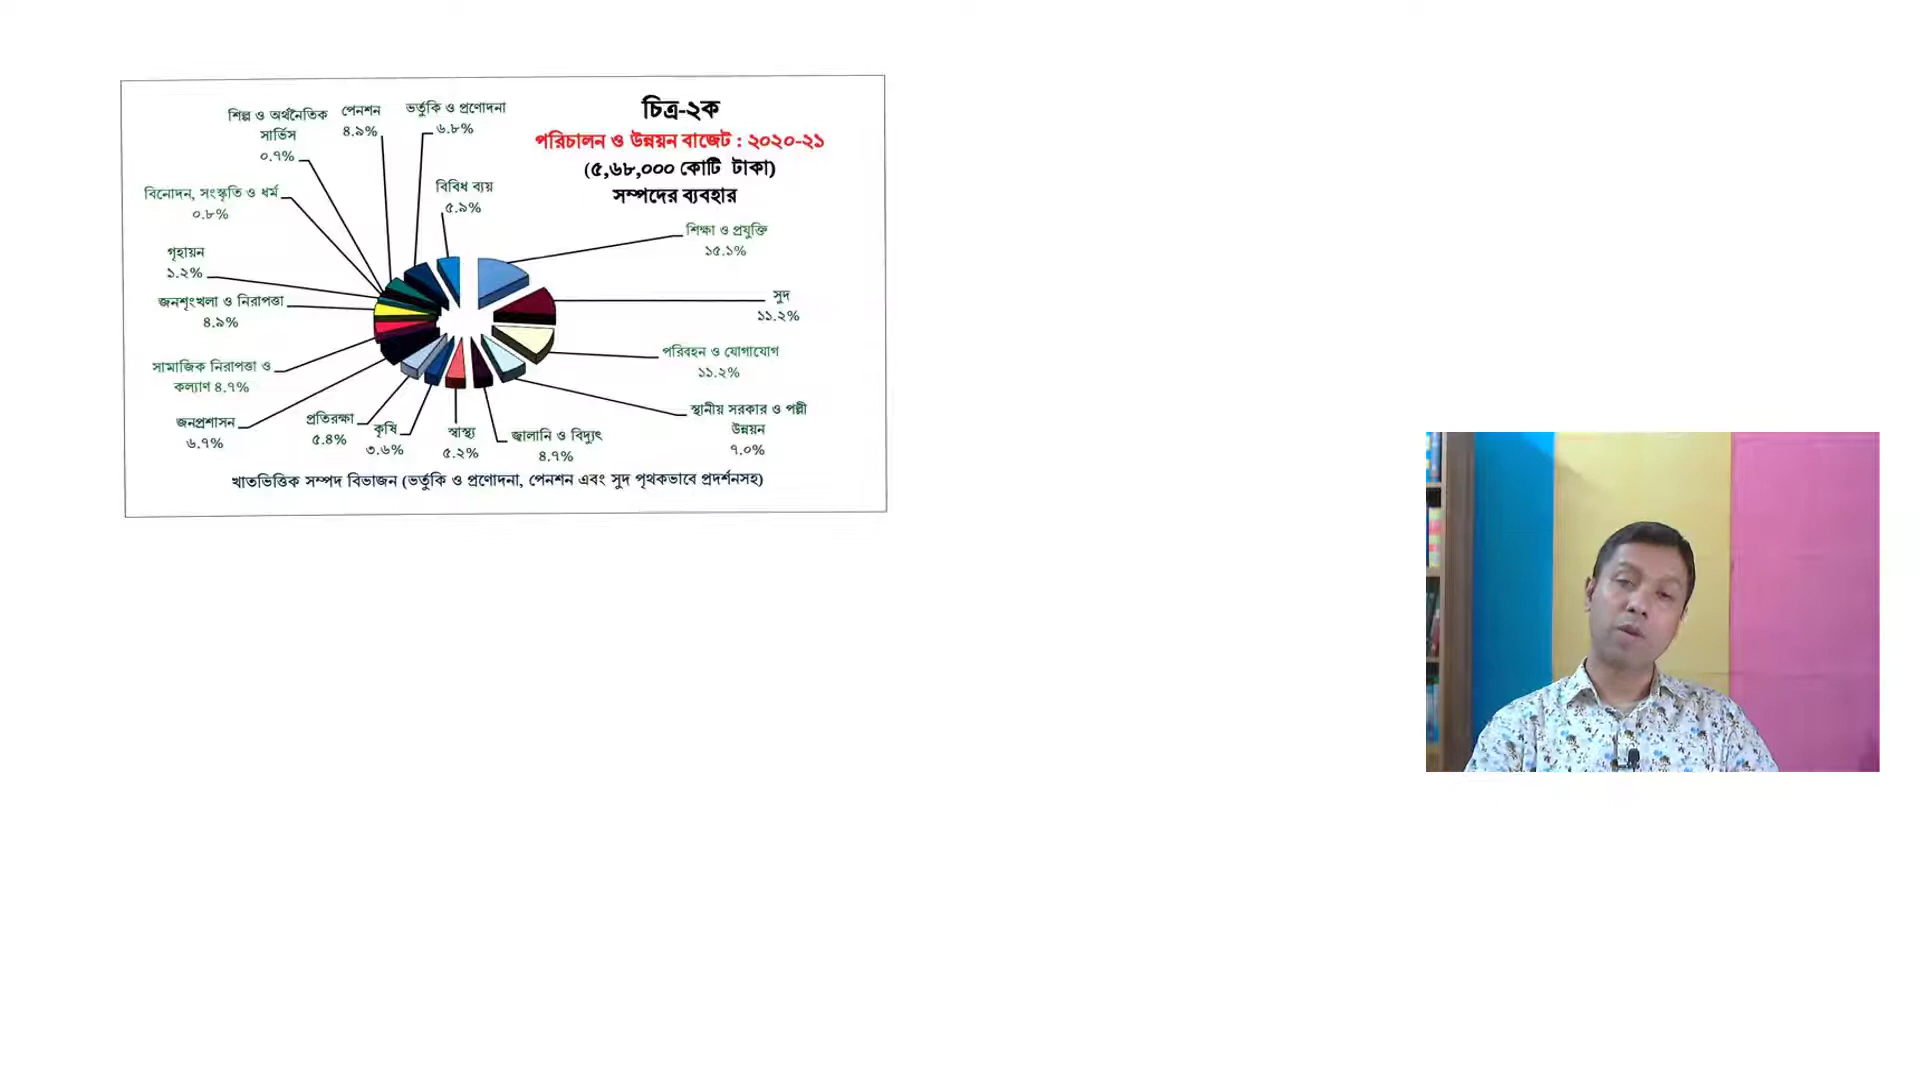 চিত্র-২ক
পরিচালন ও উন্নয়ন বাজেট : ২০২০-২১
(৫,৬৮,০০০ কোটি টাকা)
সম্পদের ব্যবহার
শিল্প ও অর্থনৈতিক
সার্ভিস
০.৭%
পেনশন
৪.৯%
ভর্তুকি ও প্রণোদনা
৬.৮%
বিবিধ ব্যয়
৫.৯%
বিনোদন, সংস্কৃতি ও ধর্ম
০.৮%
গৃহায়ন
১.২%
জনশৃংখলা ও নিরাপত্তা
৪.৯%
সামাজিক নিরাপত্তা ও
কল্যাণ ৪.৭%
জনপ্রশাসন
৬.৭%
প্রতিরক্ষা
৫.৪%
কৃষি
৩.৬%
স্বাস্থ্য
৫.২%
জ্বালানি ও বিদ্যুৎ
৪.৭%
শিক্ষা ও প্রযুক্তি
১৫.১%
সুদ
১১.২%
পরিবহন ও যোগাযোগ
১১.২%
স্থানীয় সরকার ও পল্লী
উন্নয়ন
৭.০%
খাতভিত্তিক সম্পদ বিভাজন (ভর্তুকি ও প্রণোদনা, পেনশন এবং সুদ পৃথকভাবে প্রদর্শনসহ)